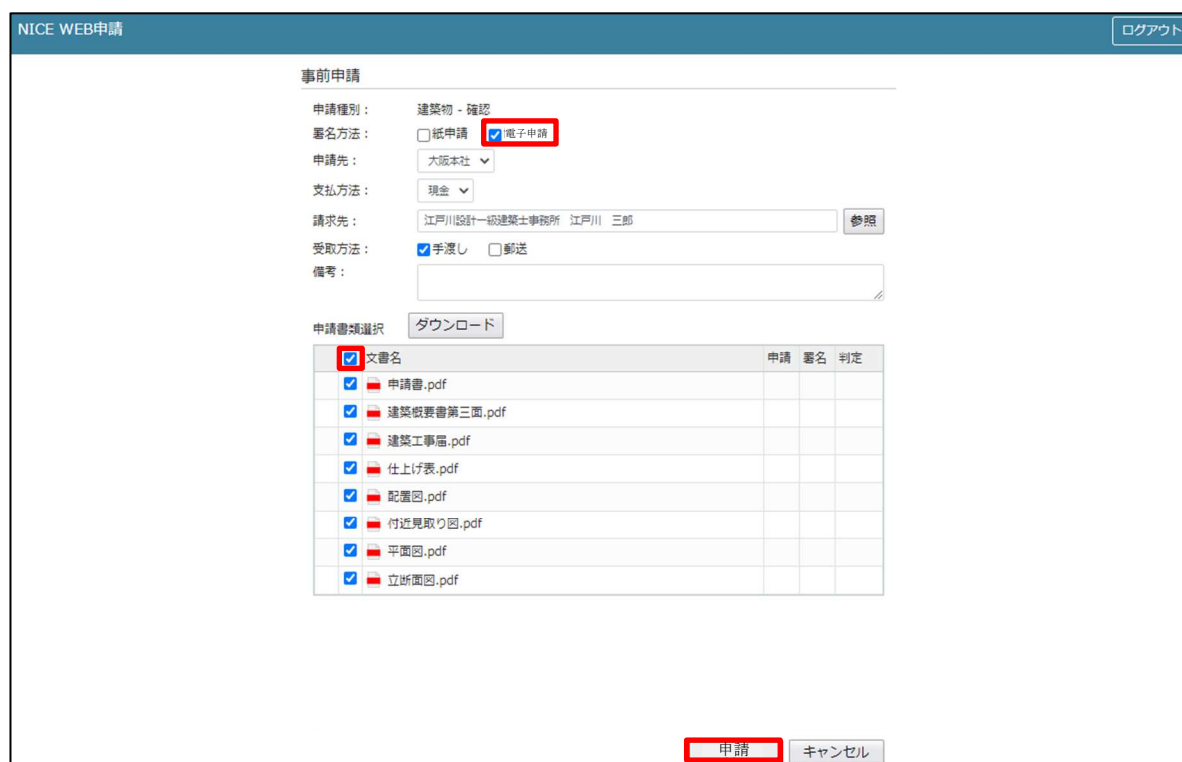 NICE WEB申請 ログアウト
事前申請
申請種別： 建築物 - 確認
署名方法： 紙申請 電子申請
申請先： 大阪本社
支払方法： 現金
請求先： 江戸川設計一級建築士事務所 江戸川 三郎 参照
受取方法： 手渡し 郵送
備考：
申請書類選択 ダウンロード
文書名 申請 署名 判定
申請書.pdf
建築概要書第三面.pdf
建築工事届.pdf
仕上げ表.pdf
配置図.pdf
付近見取り図.pdf
平面図.pdf
立断面図.pdf
申請 キャンセル